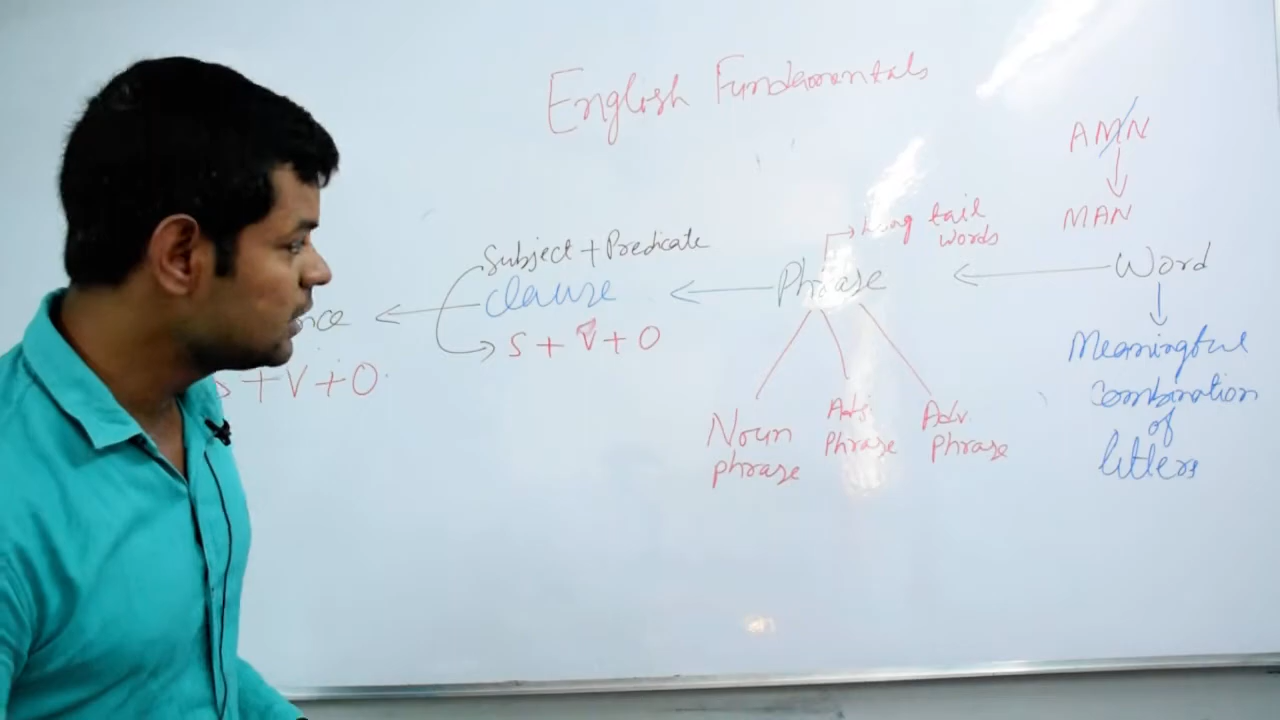 English Fundamentals
AMN
MAN
Long tail
words
Subject + Predicate
Word
Phrase
clause
nce
S + V + O
S + V + O
Meaningful
combination
of
letters
Noun
phrase
Adj.
Phrase
Adv.
phrase